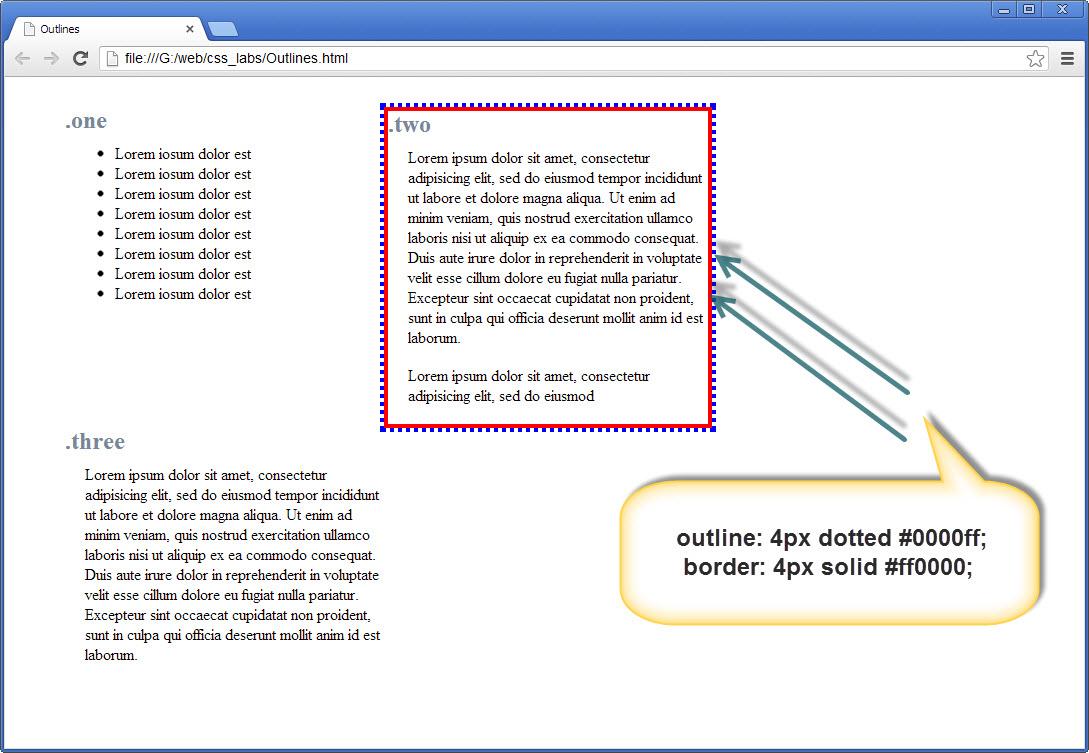 Outlines
file:///G:/web/css_labs/Outlines.html
.one
Lorem iosum dolor est
Lorem iosum dolor est
Lorem iosum dolor est
Lorem iosum dolor est
Lorem iosum dolor est
Lorem iosum dolor est
Lorem iosum dolor est
Lorem iosum dolor est
.two
Lorem ipsum dolor sit amet, consectetur
adipisicing elit, sed do eiusmod tempor incididunt
ut labore et dolore magna aliqua. Ut enim ad
minim veniam, quis nostrud exercitation ullamco
laboris nisi ut aliquip ex ea commodo consequat.
Duis aute irure dolor in reprehenderit in voluptate
velit esse cillum dolore eu fugiat nulla pariatur.
Excepteur sint occaecat cupidatat non proident,
sunt in culpa qui officia deserunt mollit anim id est
laborum.
Lorem ipsum dolor sit amet, consectetur
adipisicing elit, sed do eiusmod
.three
Lorem ipsum dolor sit amet, consectetur
adipisicing elit, sed do eiusmod tempor incididunt
ut labore et dolore magna aliqua. Ut enim ad
minim veniam, quis nostrud exercitation ullamco
laboris nisi ut aliquip ex ea commodo consequat.
Duis aute irure dolor in reprehenderit in voluptate
velit esse cillum dolore eu fugiat nulla pariatur.
Excepteur sint occaecat cupidatat non proident,
sunt in culpa qui officia deserunt mollit anim id est
laborum.
outline: 4px dotted #0000ff;
border: 4px solid #ff0000;